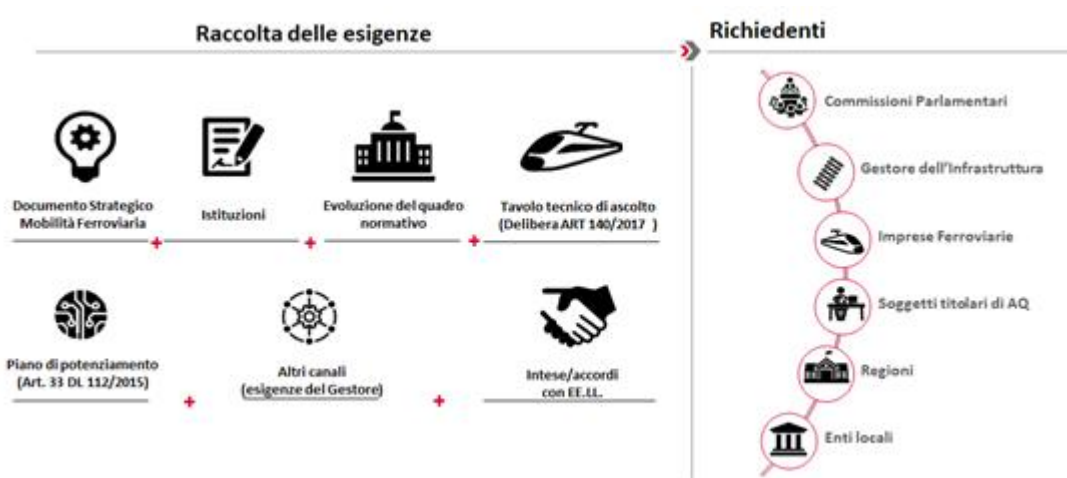 Raccolta delle esigenze
Richiedenti
Documento Strategico
Mobilità Ferroviaria
+
Istituzioni
+
Evoluzione del quadro
normativo
+
Tavolo tecnico di ascolto
(Delibera ART 140/2017 )
Piano di potenziamento
(Art. 33 DL 112/2015)
+
Altri canali
(esigenze del Gestore)
+
Intese/accordi
con EE.LL.
Commissioni Parlamentari
Gestore dell'Infrastruttura
Imprese Ferroviarie
Soggetti titolari di AQ
Regioni
Enti locali